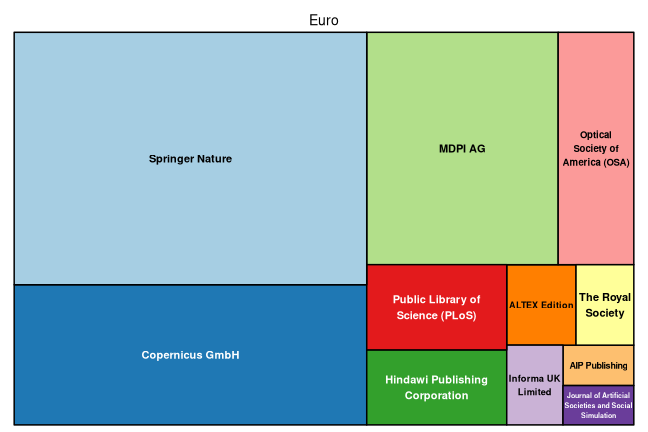 Euro
Springer Nature
MDPI AG
Optical
Society of
America (OSA)
Copernicus GmbH
Public Library of
Science (PLoS)
ALTEX Edition
The Royal
Society
Hindawi Publishing
Corporation
Informa UK
Limited
AIP Publishing
Journal of Artificial
Societies and Social
Simulation